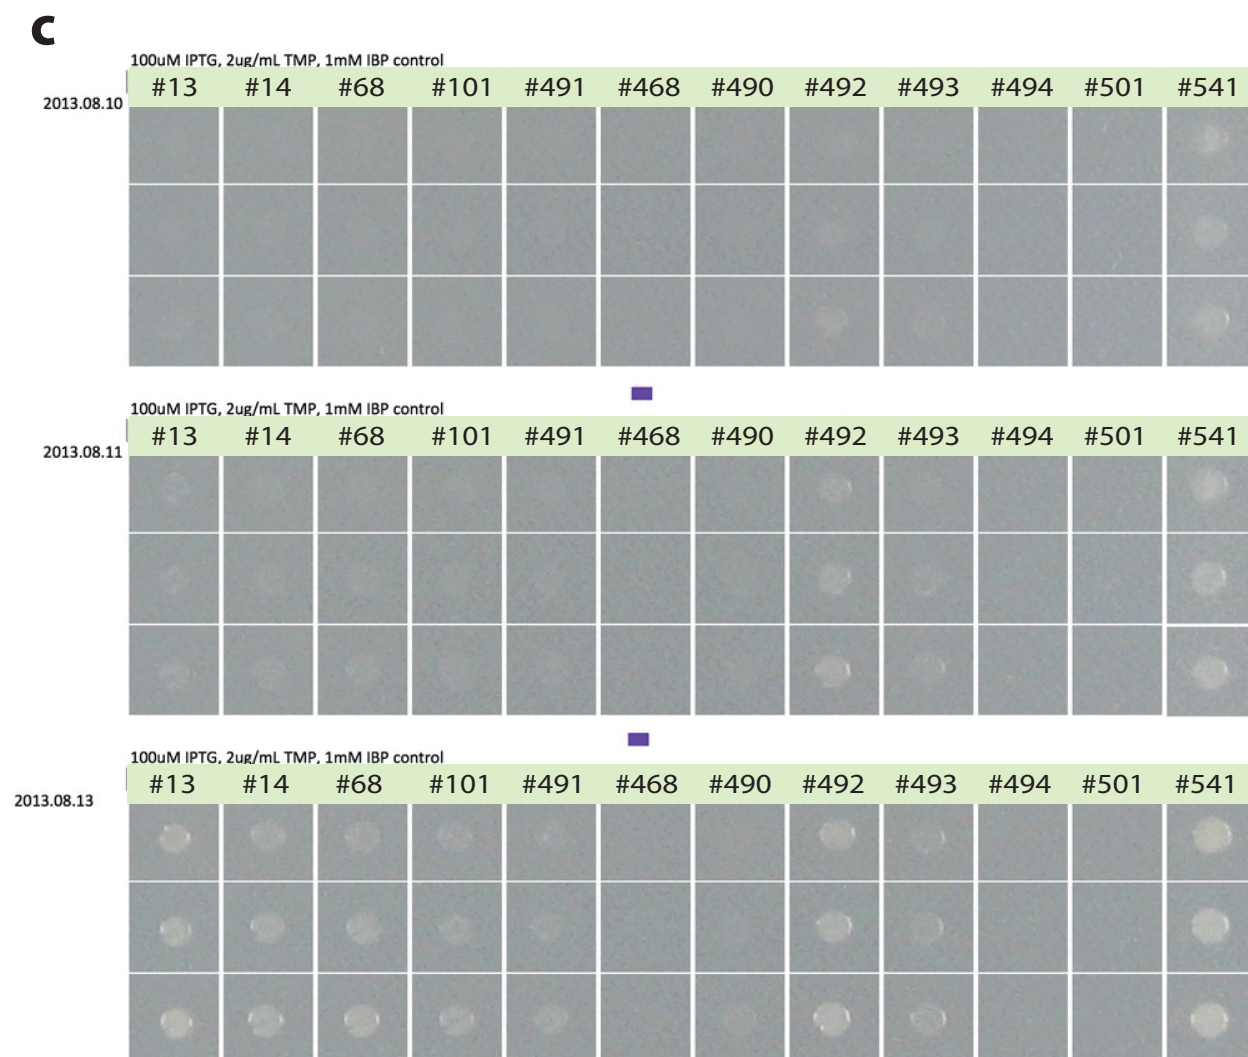 C
100uM IPTG, 2ug/mL TMP, 1mM IBP control
#13 #14 #68 #101 #491 #468 #490 #492 #493 #494 #501 #541
2013.08.10
100uM IPTG, 2ug/mL TMP, 1mM IBP control
#13 #14 #68 #101 #491 #468 #490 #492 #493 #494 #501 #541
2013.08.11
100uM IPTG, 2ug/mL TMP, 1mM IBP control
#13 #14 #68 #101 #491 #468 #490 #492 #493 #494 #501 #541
2013.08.13